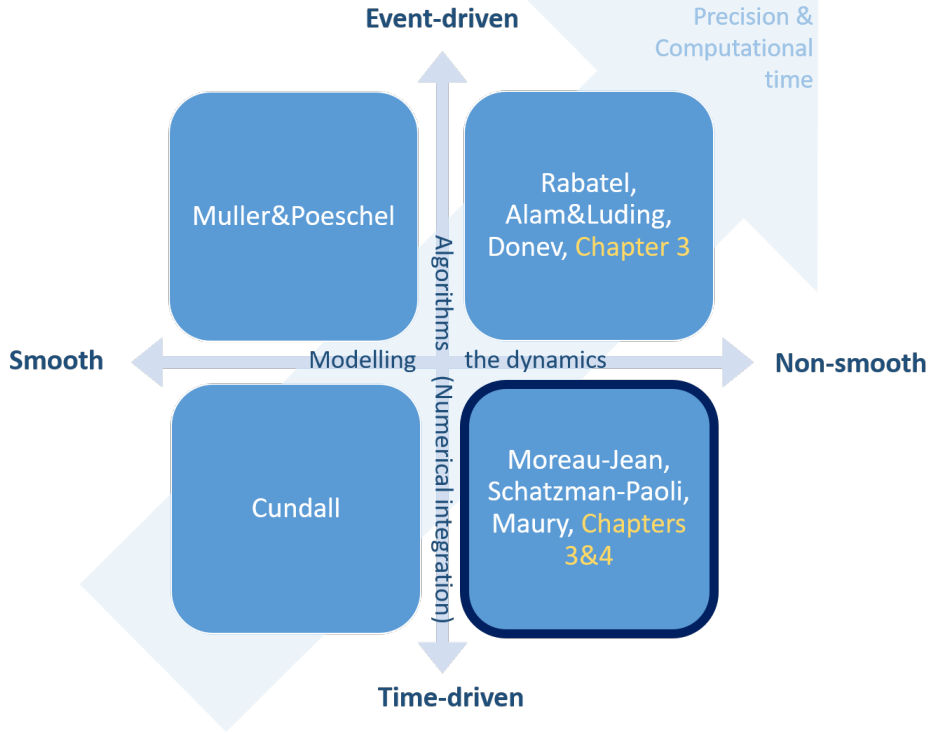 Event-driven
Precision &
Computational
time
Muller&Poeschel
Rabatel,
Alam&Luding,
Donev, Chapter 3
Algorithms (Numerical integration)
Smooth
Modelling the dynamics
Non-smooth
Cundall
Moreau-Jean,
Schatzman-Paoli,
Maury, Chapters
3&4
Time-driven